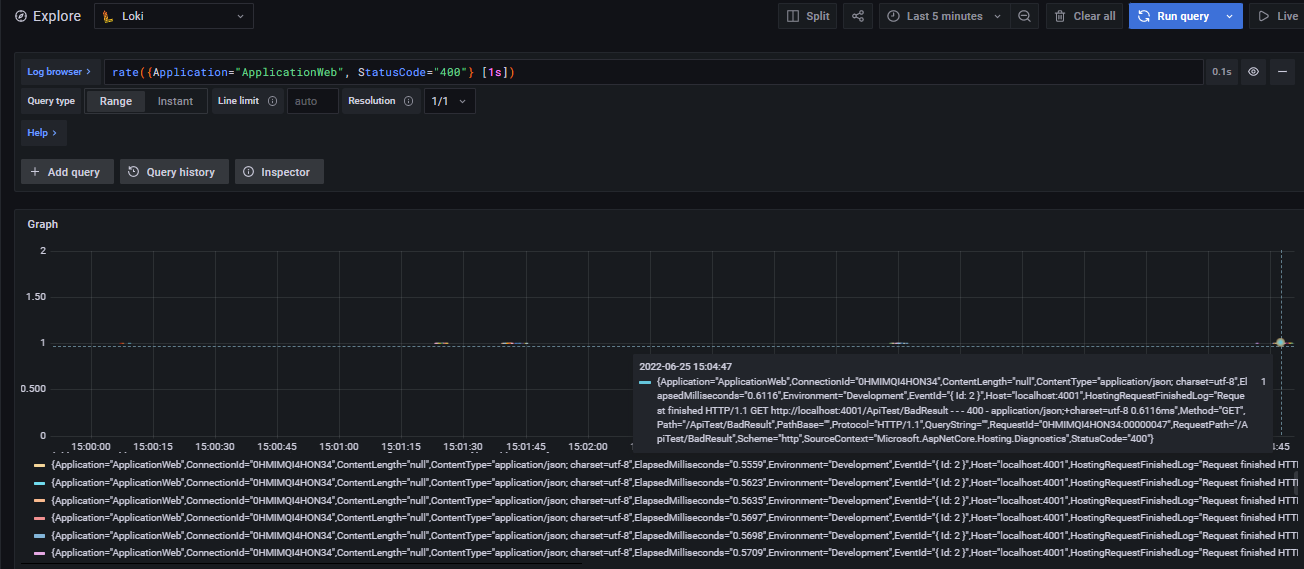 Explore
Loki
Split
Last 5 minutes
Clear all
Run query
Live
Log browser >
rate({Application="ApplicationWeb", StatusCode="400"} [1s])
0.1s
Query type
Range
Instant
Line limit
auto
Resolution
1/1
Help >
+ Add query
Query history
Inspector
Graph
2
1.50
1
0.500
0
2022-06-25 15:04:47
{Application="ApplicationWeb",ConnectionId="0HMIMQI4HON34",ContentLength="null",ContentType="application/json; charset=utf-8",El
1
apsedMilliseconds="0.6116",Environment="Development",EventId="{ Id: 2 }",Host="localhost:4001",HostingRequestFinishedLog="Reque
st finished HTTP/1.1 GET http://localhost:4001/ApiTest/BadResult - - - 400 - application/json;+charset=utf-8 0.6116ms",Method="GET",
Path="/ApiTest/BadResult",PathBase="",Protocol="HTTP/1.1",QueryString="",RequestId="0HMIMQI4HON34:00000047",RequestPath="/A
piTest/BadResult",Scheme="http",SourceContext="Microsoft.AspNetCore.Hosting.Diagnostics",StatusCode="400"}
15:00:00
15:00:15
15:00:30
15:00:45
15:01:00
15:01:15
15:01:30
15:01:45
15:02:00
:45
{Application="ApplicationWeb",ConnectionId="0HMIMQI4HON34",ContentLength="null",ContentType="application/json; charset=utf-8",ElapsedMilliseconds="0.5559",Environment="Development",EventId="{ Id: 2 }",Host="localhost:4001",HostingRequestFinishedLog="Request finished HTTI
{Application="ApplicationWeb",ConnectionId="0HMIMQI4HON34",ContentLength="null",ContentType="application/json; charset=utf-8",ElapsedMilliseconds="0.5623",Environment="Development",EventId="{ Id: 2 }",Host="localhost:4001",HostingRequestFinishedLog="Request finished HTTI
{Application="ApplicationWeb",ConnectionId="0HMIMQI4HON34",ContentLength="null",ContentType="application/json; charset=utf-8",ElapsedMilliseconds="0.5635",Environment="Development",EventId="{ Id: 2 }",Host="localhost:4001",HostingRequestFinishedLog="Request finished HTTI
{Application="ApplicationWeb",ConnectionId="0HMIMQI4HON34",ContentLength="null",ContentType="application/json; charset=utf-8",ElapsedMilliseconds="0.5697",Environment="Development",EventId="{ Id: 2 }",Host="localhost:4001",HostingRequestFinishedLog="Request finished HTTI
{Application="ApplicationWeb",ConnectionId="0HMIMQI4HON34",ContentLength="null",ContentType="application/json; charset=utf-8",ElapsedMilliseconds="0.5698",Environment="Development",EventId="{ Id: 2 }",Host="localhost:4001",HostingRequestFinishedLog="Request finished HTTI
{Application="ApplicationWeb",ConnectionId="0HMIMQI4HON34",ContentLength="null",ContentType="application/json; charset=utf-8",ElapsedMilliseconds="0.5709",Environment="Development",EventId="{ Id: 2 }",Host="localhost:4001",HostingRequestFinishedLog="Request finished HTTI